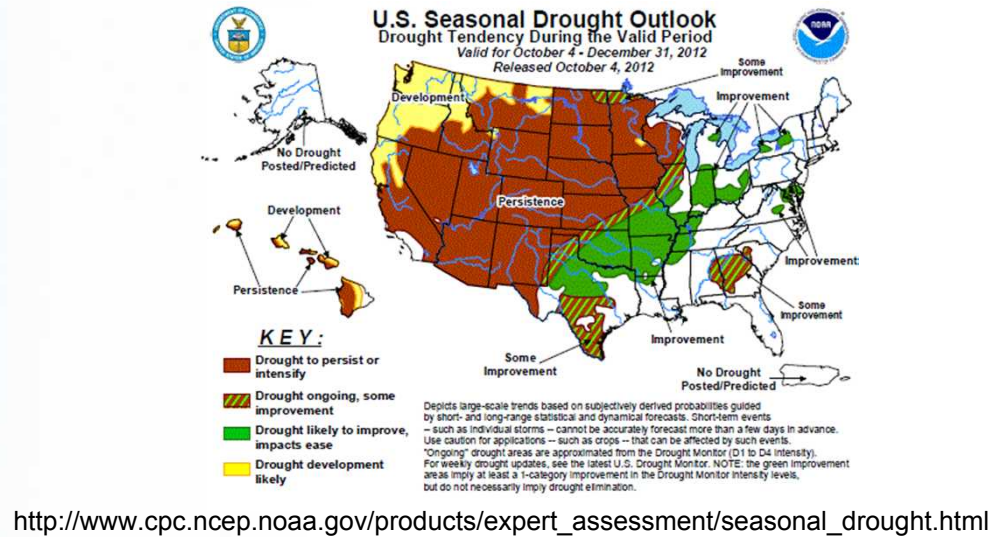 U.S. Seasonal Drought Outlook
Drought Tendency During the Valid Period
Valid for October 4 - December 31, 2012
Released October 4, 2012
NOAA
Some
Improvement
Improvement
Development
No Drought
Posted/Predicted
Persistence
Development
Persistence
Improvement
Some
Improvement
Improvement
Some
Improvement
No Drought
Posted/Predicted
KEY:
Drought to persist or
intensify
Drought ongoing, some
improvement
Drought likely to improve,
impacts ease
Drought development
likely
Depicts large-scale trends based on subjectively derived probabilities guided
by short- and long-range statistical and dynamical forecasts. Short-term events
-- such as individual storms -- cannot be accurately forecast more than a few days in advance.
Use caution for applications -- such as crops -- that can be affected by such events.
"Ongoing" drought areas are approximated from the Drought Monitor (D1 to D4 intensity).
For weekly drought updates, see the latest U.S. Drought Monitor. NOTE: the green improvement
areas imply at least a 1-category improvement in the Drought Monitor intensity levels,
but do not necessarily imply drought elimination.
http://www.cpc.ncep.noaa.gov/products/expert_assessment/seasonal_drought.html